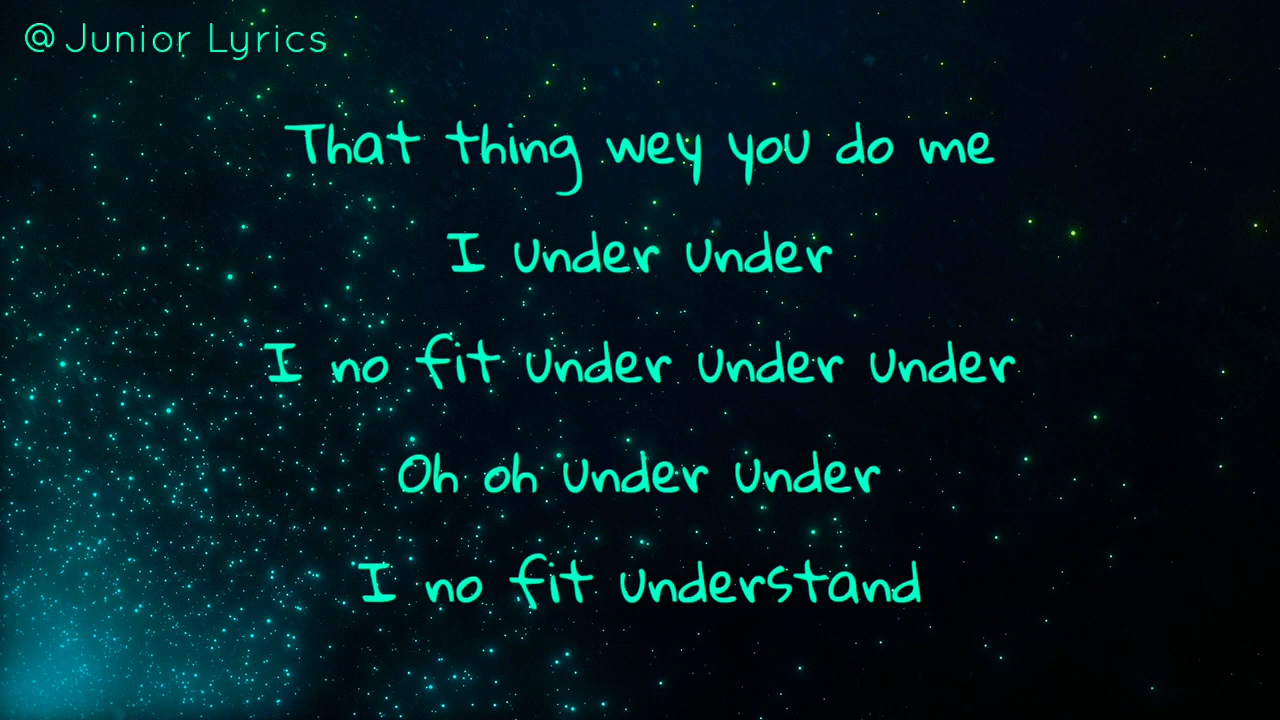 @Junior Lyrics
That thing wey you do me
I under under
I no fit under under under
Oh oh under under
I no fit understand